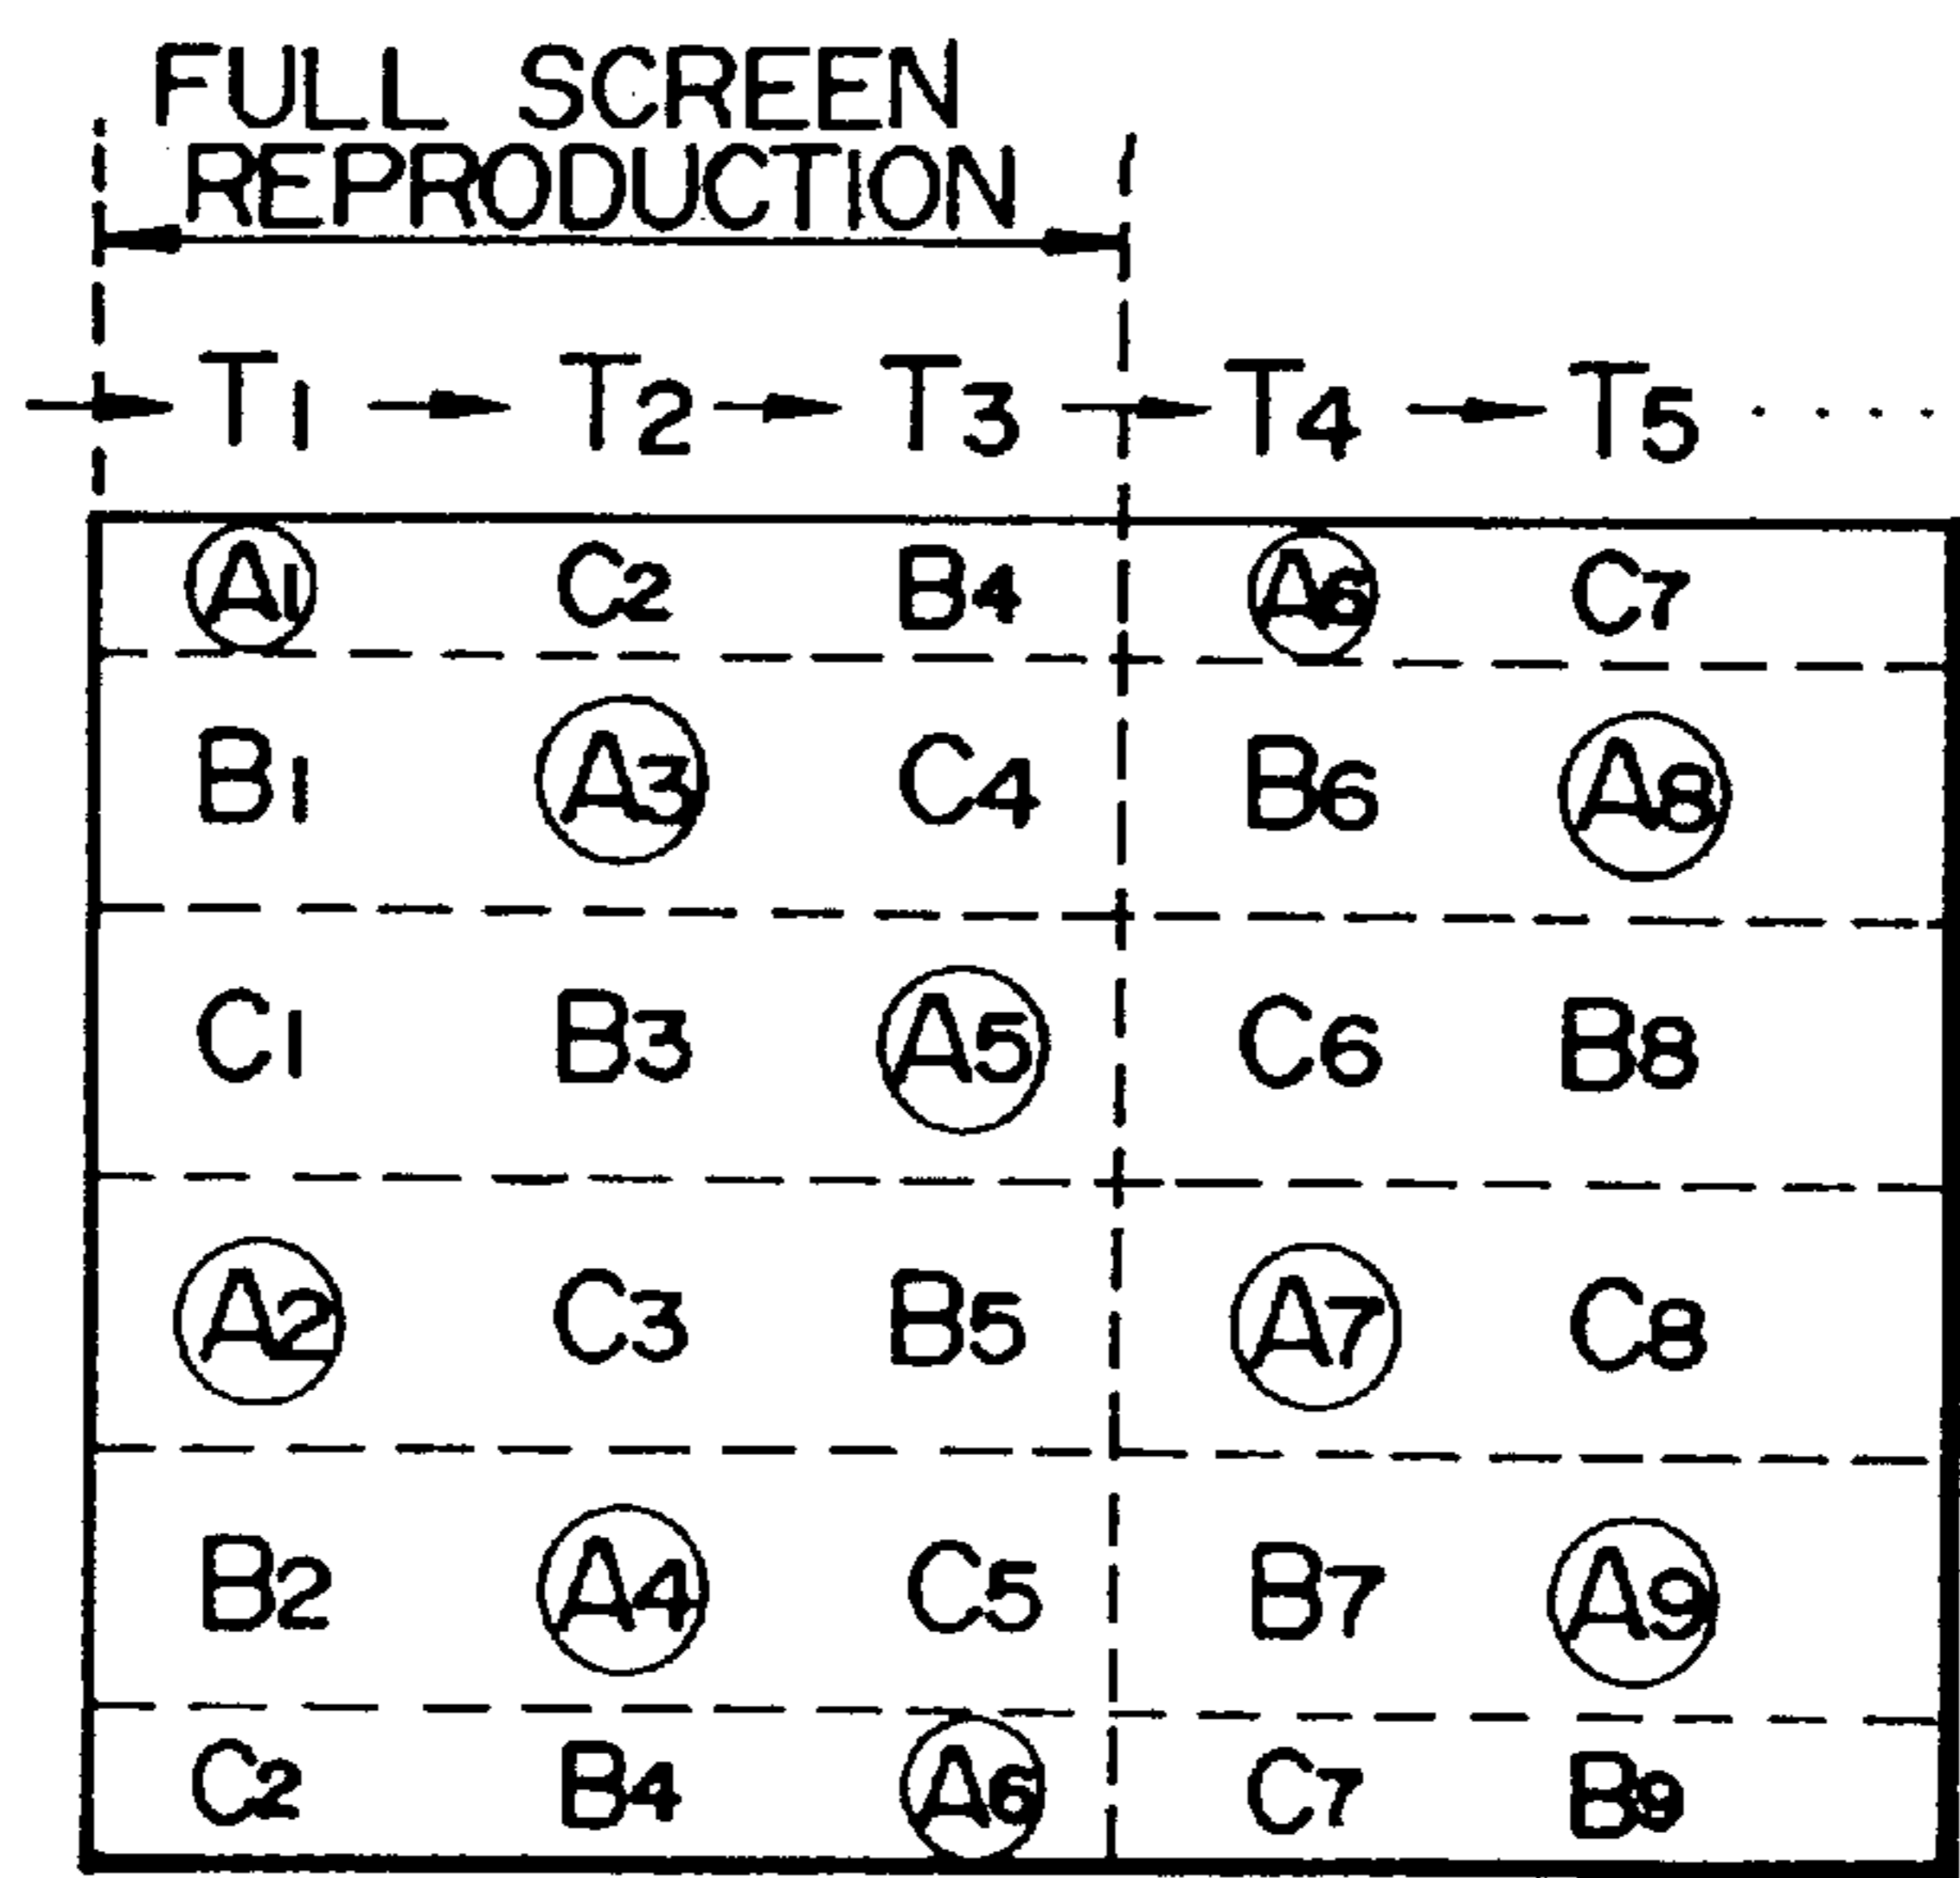 FULL SCREEN
REPRODUCTION
T1 T2 T3 T4 T5 . . . .
A1 C2 B4 A6 C7
B1 A3 C4 B6 A8
C1 B3 A5 C6 B8
A2 C3 B5 A7 C8
B2 A4 C5 B7 A9
C2 B4 A6 C7 B9